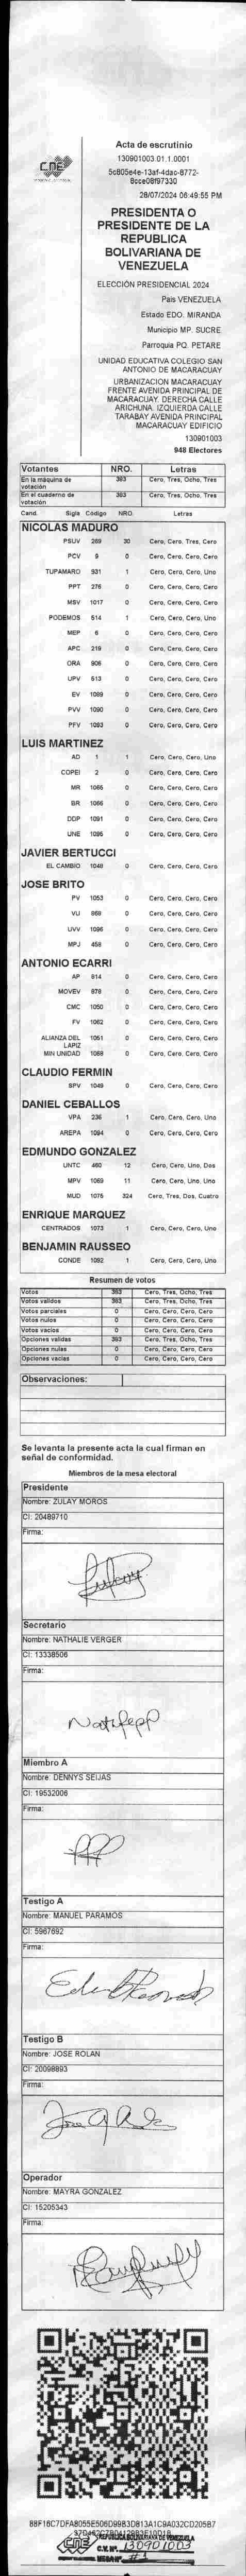 CNE
Acta de escrutinio
130901003.01.1.0001
5c805e4e-13af-4dac-8772-
8cce08f97330
28/07/2024 06:49:55 PM
PRESIDENTA O
PRESIDENTE DE LA
REPUBLICA
BOLIVARIANA DE
VENEZUELA
ELECCIÓN PRESIDENCIAL 2024
Pais VENEZUELA
Estado EDO. MIRANDA
Municipio MP. SUCRE
Parroquia PQ. PETARE
UNIDAD EDUCATIVA COLEGIO SAN
ANTONIO DE MACARACUAY
URBANIZACION MACARACUAY
FRENTE AVENIDA PRINCIPAL DE
MACARACUAY. DERECHA CALLE
ARICHUNA. IZQUIERDA CALLE
TARABAY AVENIDA PRINCIPAL
MACARACUAY EDIFICIO
130901003
948 Electores
Votantes NRO. Letras
En la máquina de votación 383 Cero, Tres, Ocho, Tres
En el cuaderno de votación 383 Cero, Tres, Ocho, Tres
Cand. Sigla Código NRO. Letras
NICOLAS MADURO
PSUV 269 30 Cero, Cero, Tres, Cero
PCV 9 0 Cero, Cero, Cero, Cero
TUPAMARO 931 1 Cero, Cero, Cero, Uno
PPT 276 0 Cero, Cero, Cero, Cero
MSV 1017 0 Cero, Cero, Cero, Cero
PODEMOS 514 1 Cero, Cero, Cero, Uno
MEP 6 0 Cero, Cero, Cero, Cero
APC 219 0 Cero, Cero, Cero, Cero
ORA 906 0 Cero, Cero, Cero, Cero
UPV 513 0 Cero, Cero, Cero, Cero
EV 1089 0 Cero, Cero, Cero, Cero
PVV 1090 0 Cero, Cero, Cero, Cero
PFV 1093 0 Cero, Cero, Cero, Cero
LUIS MARTINEZ
AD 1 1 Cero, Cero, Cero, Uno
COPEI 2 0 Cero, Cero, Cero, Cero
MR 1065 0 Cero, Cero, Cero, Cero
BR 1066 0 Cero, Cero, Cero, Cero
DDP 1091 0 Cero, Cero, Cero, Cero
UNE 1095 0 Cero, Cero, Cero, Cero
JAVIER BERTUCCI
EL CAMBIO 1048 0 Cero, Cero, Cero, Cero
JOSE BRITO
PV 1053 0 Cero, Cero, Cero, Cero
VU 868 0 Cero, Cero, Cero, Cero
UVV 1096 0 Cero, Cero, Cero, Cero
MPJ 458 0 Cero, Cero, Cero, Cero
ANTONIO ECARRI
AP 814 0 Cero, Cero, Cero, Cero
MOVEV 978 0 Cero, Cero, Cero, Cero
CMC 1050 0 Cero, Cero, Cero, Cero
FV 1062 0 Cero, Cero, Cero, Cero
ALIANZA DEL LAPIZ 1051 0 Cero, Cero, Cero, Cero
MIN UNIDAD 1088 0 Cero, Cero, Cero, Cero
CLAUDIO FERMIN
SPV 1049 0 Cero, Cero, Cero, Cero
DANIEL CEBALLOS
VPA 236 1 Cero, Cero, Cero, Uno
AREPA 1094 0 Cero, Cero, Cero, Cero
EDMUNDO GONZALEZ
UNTC 460 12 Cero, Cero, Uno, Dos
MPV 1069 11 Cero, Cero, Uno, Uno
MUD 1075 324 Cero, Tres, Dos, Cuatro
ENRIQUE MARQUEZ
CENTRADOS 1073 1 Cero, Cero, Cero, Uno
BENJAMIN RAUSSEO
CONDE 1092 1 Cero, Cero, Cero, Uno
Resumen de votos
Votos 383 Cero, Tres, Ocho, Tres
Votos validos 383 Cero, Tres, Ocho, Tres
Votos parciales 0 Cero, Cero, Cero, Cero
Votos nulos 0 Cero, Cero, Cero, Cero
Votos vacios 0 Cero, Cero, Cero, Cero
Opciones validas 383 Cero, Tres, Ocho, Tres
Opciones nulas 0 Cero, Cero, Cero, Cero
Opciones vacias 0 Cero, Cero, Cero, Cero
Observaciones:
Se levanta la presente acta la cual firman en
señal de conformidad.
Miembros de la mesa electoral
Presidente
Nombre: ZULAY MOROS
CI: 20489710
Firma:
Secretario
Nombre: NATHALIE VERGER
CI: 13338506
Firma:
Miembro A
Nombre: DENNYS SEIJAS
CI: 19532006
Firma:
Testigo A
Nombre: MANUEL PARAMOS
CI: 5967692
Firma:
Testigo B
Nombre: JOSE ROLAN
CI: 20098893
Firma:
Operador
Nombre: MAYRA GONZALEZ
CI: 15205343
Firma:
88F16C7DFA8055E506D99B3D813A1C9A032CD205B7
REPUBLICA BOLIVARIANA DE VENEZUELA
CNE C.V. Nº. 130901003
MESA Nº #1